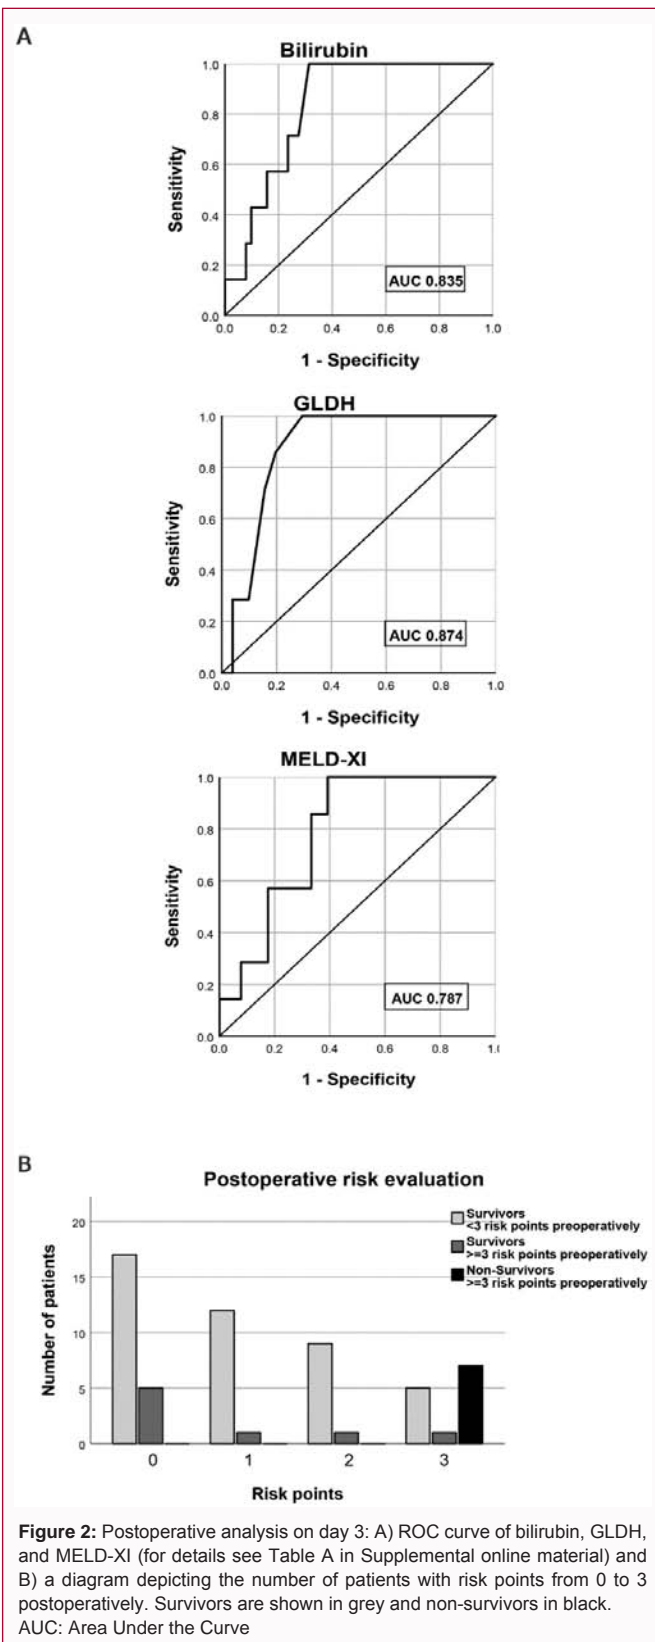 A
Bilirubin
1.0
0.8
0.6
0.4
0.2
0.0
Sensitivity
AUC 0.835
0.0 0.2 0.4 0.6 0.8 1.0
1 - Specificity
GLDH
1.0
0.8
0.6
0.4
0.2
0.0
Sensitivity
AUC 0.874
0.0 0.2 0.4 0.6 0.8 1.0
1 - Specificity
MELD-XI
1.0
0.8
0.6
0.4
0.2
0.0
Sensitivity
AUC 0.787
0.0 0.2 0.4 0.6 0.8 1.0
1 - Specificity
B
Postoperative risk evaluation
Survivors
<3 risk points preoperatively
Survivors
>=3 risk points preoperatively
Non-Survivors
>=3 risk points preoperatively
20
15
10
5
0
Number of patients
0 1 2 3
Risk points
Figure 2: Postoperative analysis on day 3: A) ROC curve of bilirubin, GLDH,
and MELD-XI (for details see Table A in Supplemental online material) and
B) a diagram depicting the number of patients with risk points from 0 to 3
postoperatively. Survivors are shown in grey and non-survivors in black.
AUC: Area Under the Curve